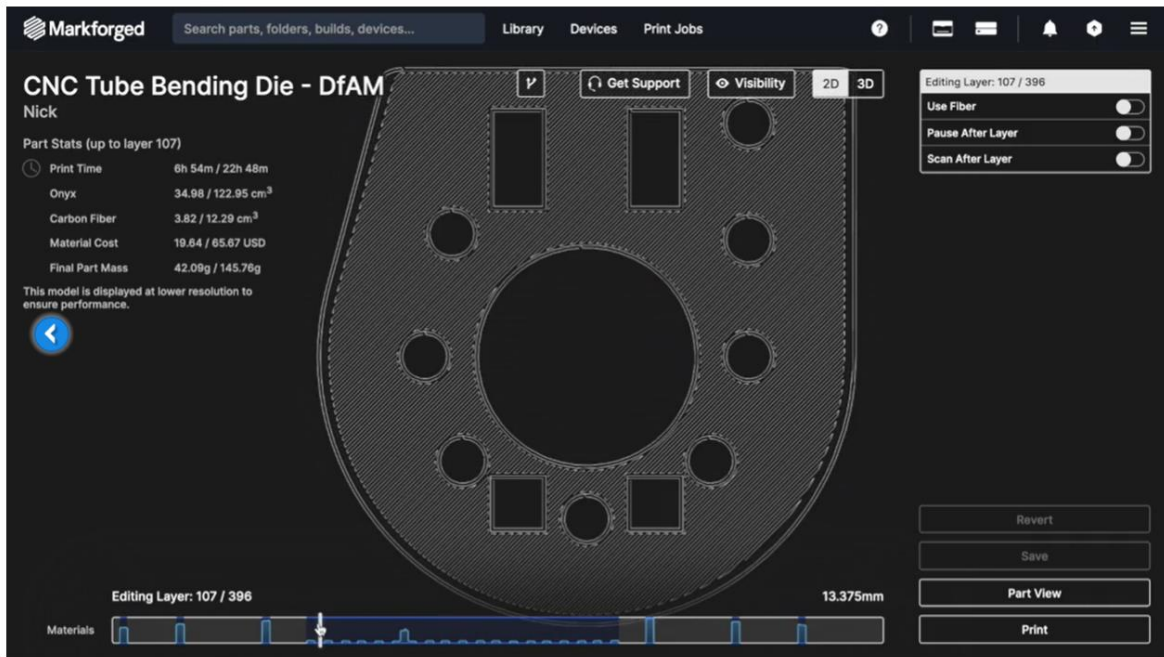 Markforged
Search parts, folders, builds, devices...
Library
Devices
Print Jobs
?
CNC Tube Bending Die - DfAM
Nick
Get Support
Visibility
2D
3D
Part Stats (up to layer 107)
Print Time 6h 54m / 22h 48m
Onyx 34.98 / 122.95 cm³
Carbon Fiber 3.82 / 12.29 cm³
Material Cost 19.64 / 65.67 USD
Final Part Mass 42.09g / 145.76g
This model is displayed at lower resolution to
ensure performance.
Editing Layer: 107 / 396
Use Fiber
Pause After Layer
Scan After Layer
Revert
Save
Part View
Print
Editing Layer: 107 / 396
13.375mm
Materials